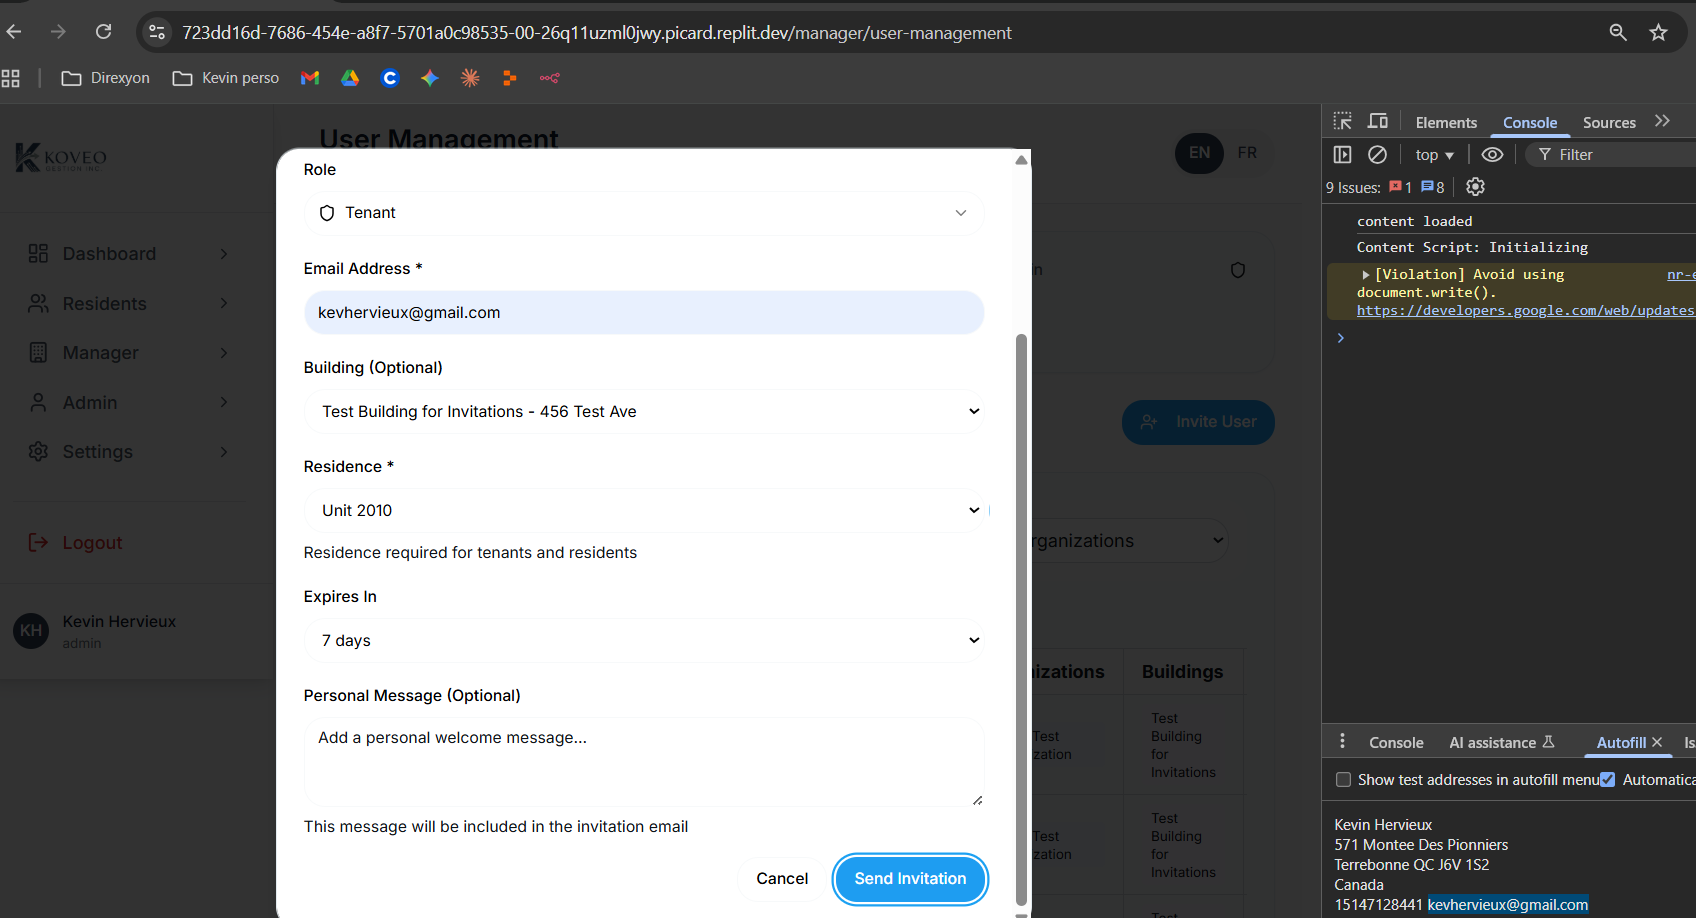 723dd16d-7686-454e-a8f7-5701a0c98535-00-26q11uzml0jwy.picard.replit.dev/manager/user-management
Direxyon
Kevin perso
KOVEO
GESTION INC.
Dashboard
Residents
Manager
Admin
Settings
Logout
KH
Kevin Hervieux
admin
User Management
EN
FR
Role
Tenant
Email Address *
kevhervieux@gmail.com
Building (Optional)
Test Building for Invitations - 456 Test Ave
Residence *
Unit 2010
Residence required for tenants and residents
Expires In
7 days
Personal Message (Optional)
Add a personal welcome message...
This message will be included in the invitation email
Cancel
Send Invitation
Invite User
rganizations
izations
Buildings
Test
zation
Test
Building
for
Invitations
Test
zation
Test
Building
for
Invitations
Elements
Console
Sources
top
Filter
9 Issues:
1
8
content loaded
Content Script: Initializing
[Violation] Avoid using
document.write().
https://developers.google.com/web/updates
Console
AI assistance
Autofill
Show test addresses in autofill menu
Automatica
Kevin Hervieux
571 Montee Des Pionniers
Terrebonne QC J6V 1S2
Canada
15147128441 kevhervieux@gmail.com